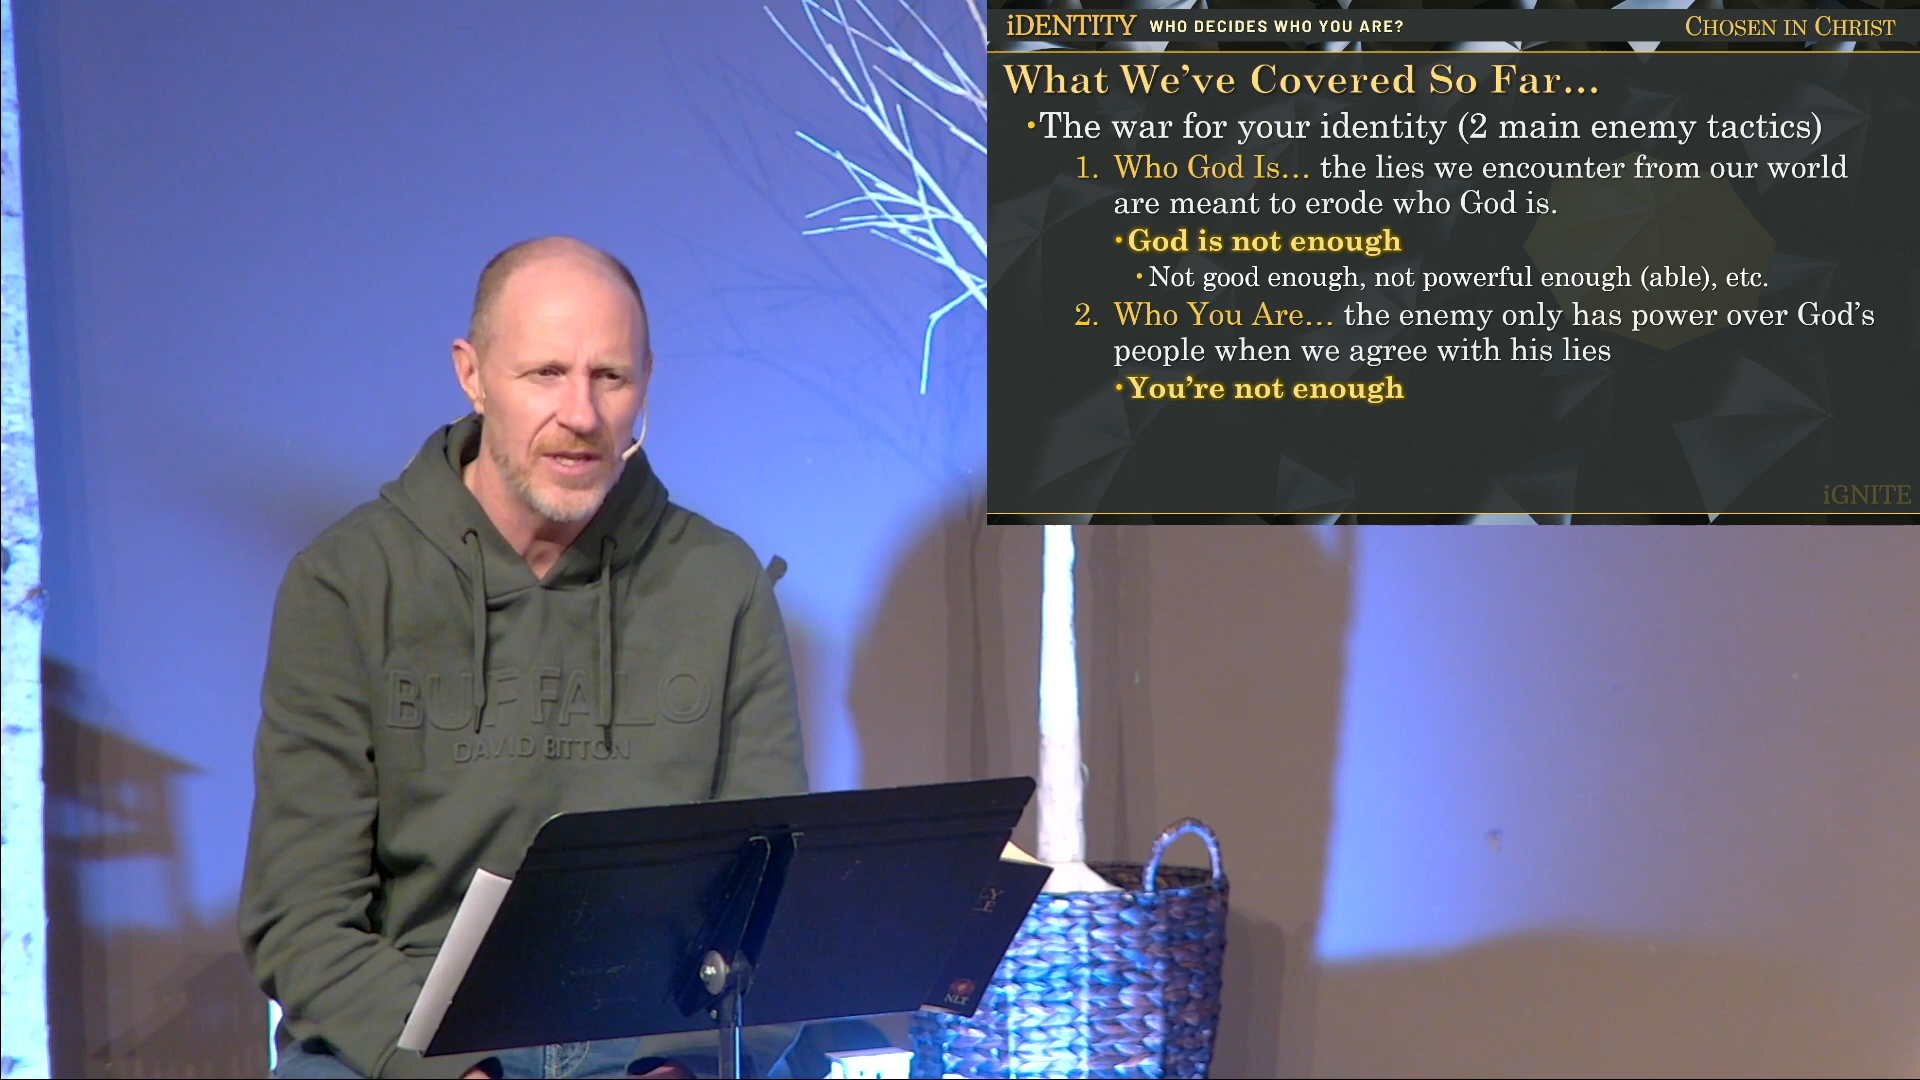 iDENTITY WHO DECIDES WHO YOU ARE?
CHOSEN IN CHRIST
What We've Covered So Far...
•The war for your identity (2 main enemy tactics)
1. Who God Is... the lies we encounter from our world
are meant to erode who God is.
•God is not enough
•Not good enough, not powerful enough (able), etc.
2. Who You Are... the enemy only has power over God's
people when we agree with his lies
•You're not enough
iGNITE
BUFFALO
DAVID BITTON
NLT